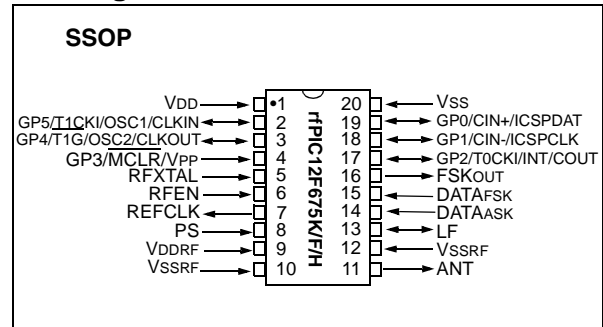 SSOP
VDD
GP5/T1CKI/OSC1/CLKIN
GP4/T1G/OSC2/CLKOUT
GP3/MCLR/VPP
RFXTAL
RFEN
REFCLK
PS
VDDRF
VSSRF
•1
2
3
4
5
6
7
8
9
10
rfPIC12F675K/F/H
20
19
18
17
16
15
14
13
12
11
VSS
GP0/CIN+/ICSPDAT
GP1/CIN-/ICSPCLK
GP2/T0CKI/INT/COUT
FSKOUT
DATAFSK
DATAASK
LF
VSSRF
ANT